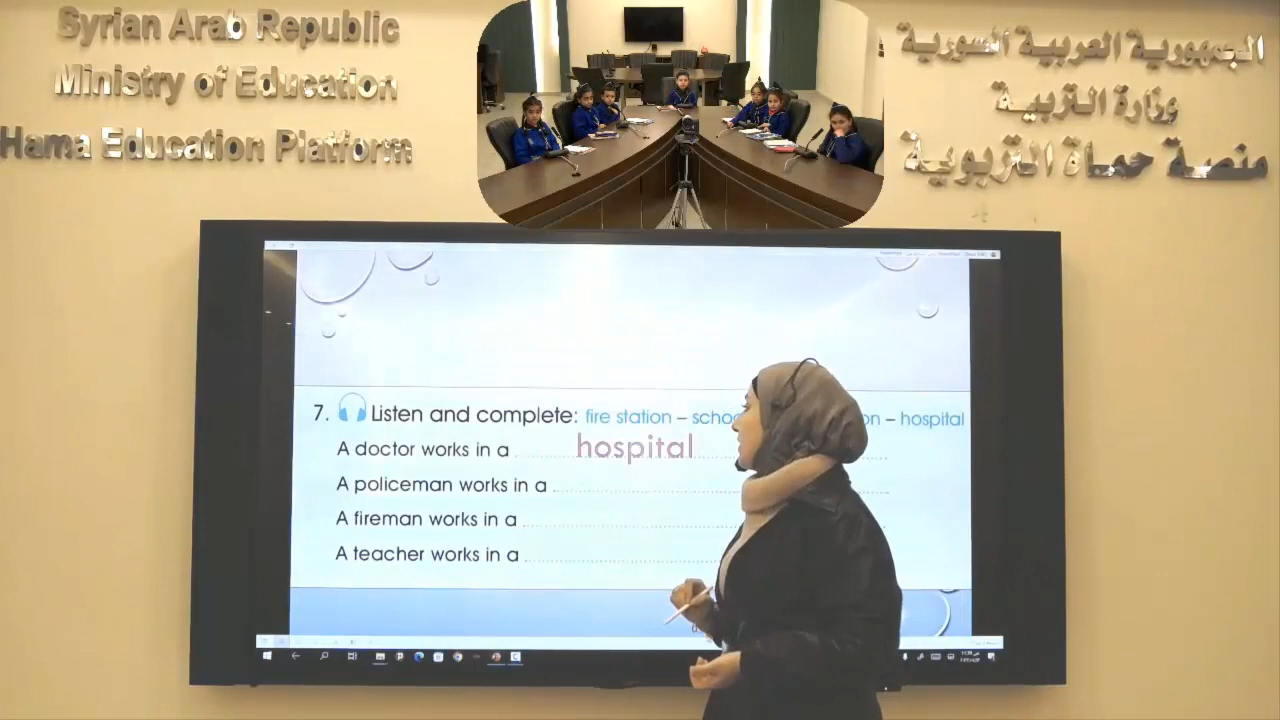 Syrian Arab Republic
Ministry of Education
Hama Education Platform
الجمهورية العربية السورية
وزارة التربية
منصة حماة التربوية
7. Listen and complete: fire station – schoo on – hospital
A doctor works in a hospital
A policeman works in a
A fireman works in a
A teacher works in a